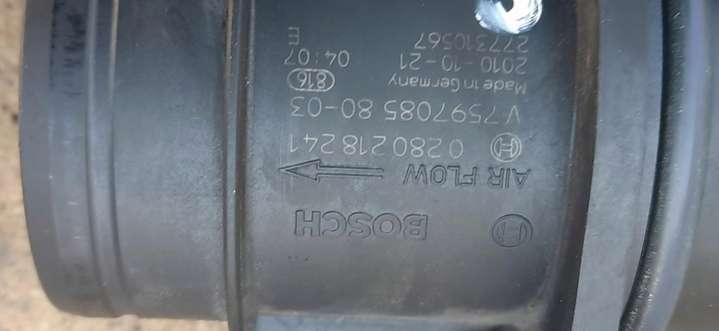 BOSCH
AIR FLOW
0 280 218 241
V 7597085 80-03
Made in Germany 816
2010-10-21 04:07
277310567 E